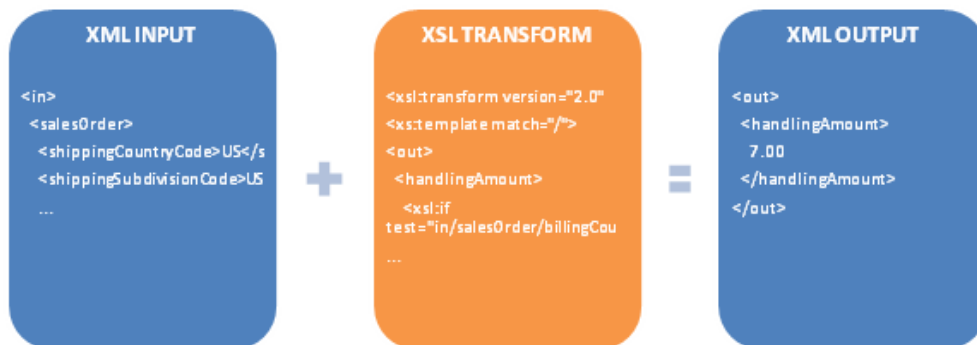 XML INPUT
<in>
<salesOrder>
<shippingCountryCode>US</s
<shippingSubdivisionCode>US
...
+
XSL TRANSFORM
<xsl:transform version="2.0"
<xs:template match="/">
<out>
<handlingAmount>
<xsl:if
test="in/salesOrder/billingCou
...
=
XML OUTPUT
<out>
<handlingAmount>
7.00
</handlingAmount>
</out>